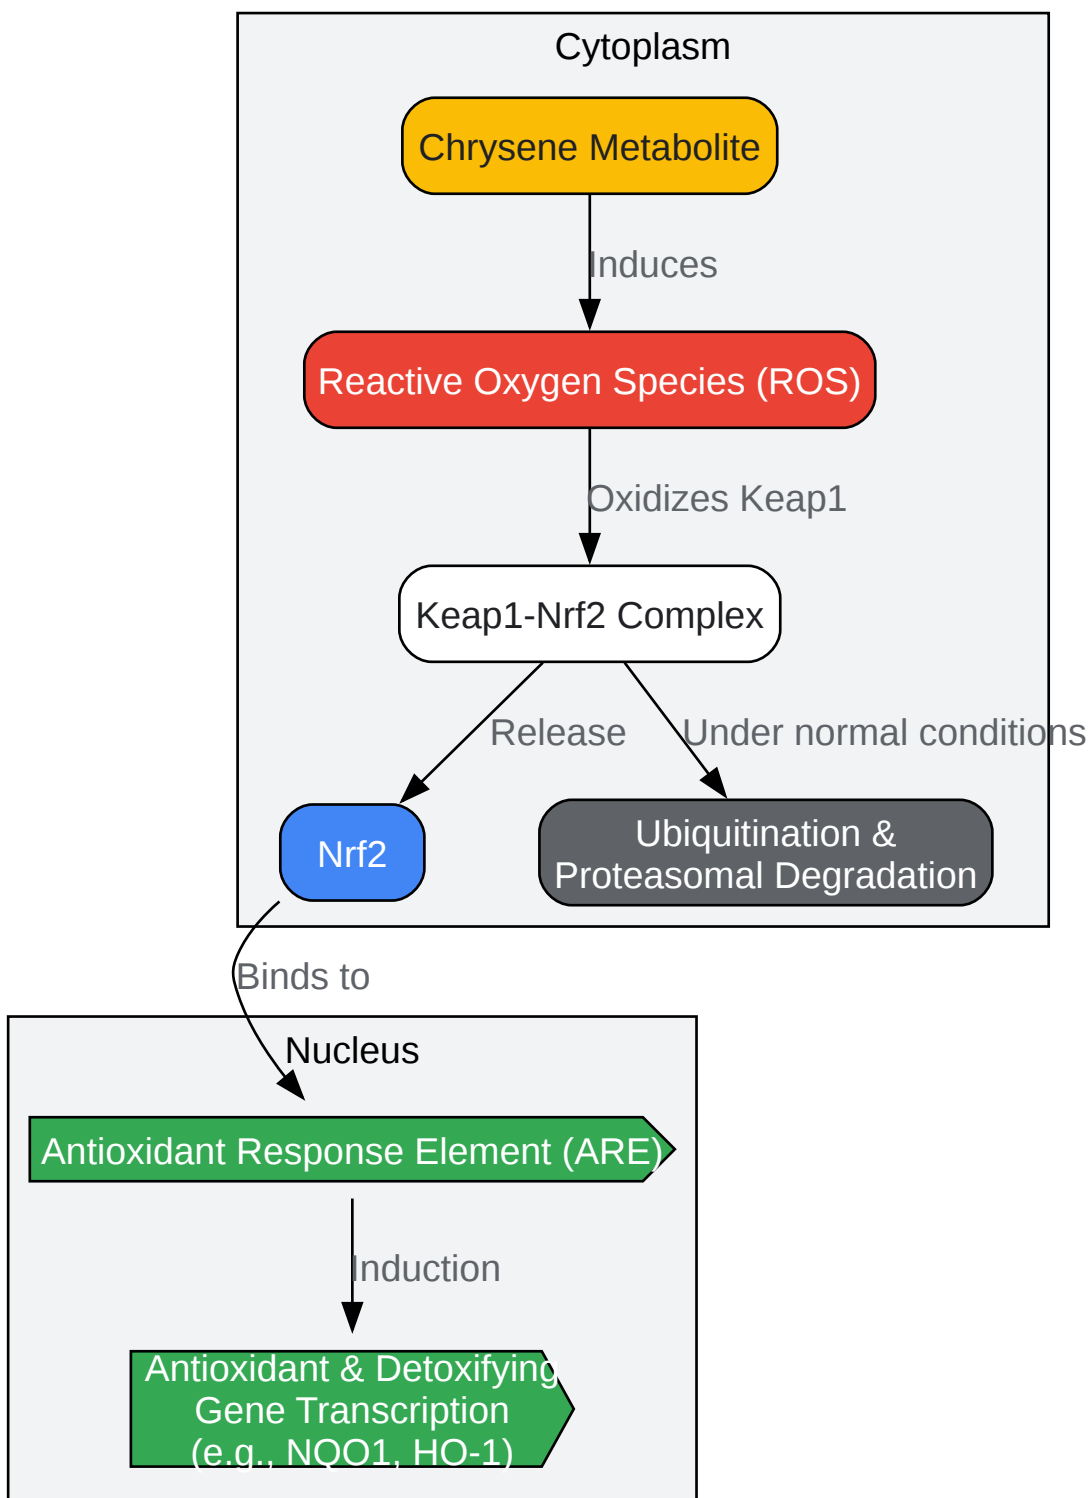 Cytoplasm
Chrysene Metabolite
Induces
Reactive Oxygen Species (ROS)
Oxidizes Keap1
Keap1-Nrf2 Complex
Release
Under normal conditions
Nrf2
Ubiquitination &
Proteasomal Degradation
Binds to
Nucleus
Antioxidant Response Element (ARE)
Induction
Antioxidant & Detoxifying
Gene Transcription
(e.g., NQO1, HO-1)